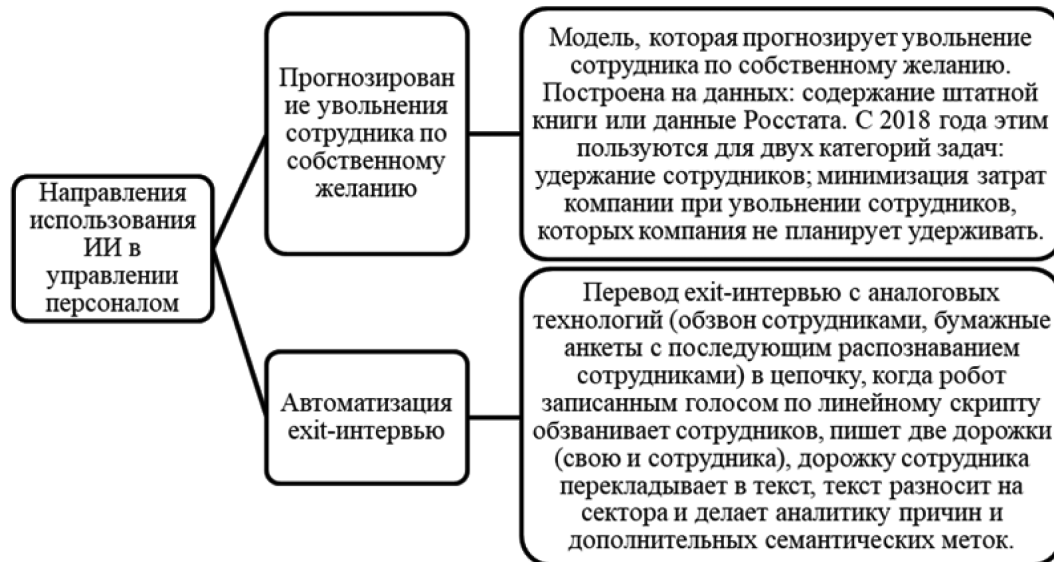 Направления
использования
ИИ в
управлении
персоналом
Прогнозирован
ие увольнения
сотрудника по
собственному
желанию
Модель, которая прогнозирует увольнение
сотрудника по собственному желанию.
Построена на данных: содержание штатной
книги или данные Росстата. С 2018 года этим
пользуются для двух категорий задач:
удержание сотрудников; минимизация затрат
компании при увольнении сотрудников,
которых компания не планирует удерживать.
Автоматизация
exit-интервью
Перевод exit-интервью с аналоговых
технологий (обзвон сотрудниками, бумажные
анкеты с последующим распознаванием
сотрудниками) в цепочку, когда робот
записанным голосом по линейному скрипту
обзванивает сотрудников, пишет две дорожки
(свою и сотрудника), дорожку сотрудника
перекладывает в текст, текст разносит на
сектора и делает аналитику причин и
дополнительных семантических меток.